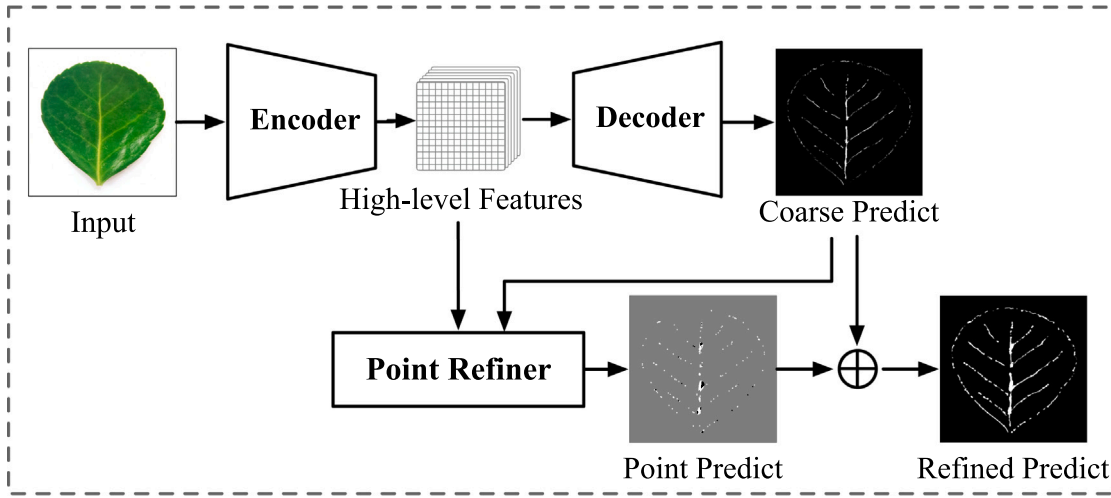 Encoder
Decoder
High-level Features
Input
Coarse Predict
Point Refiner
Point Predict
Refined Predict